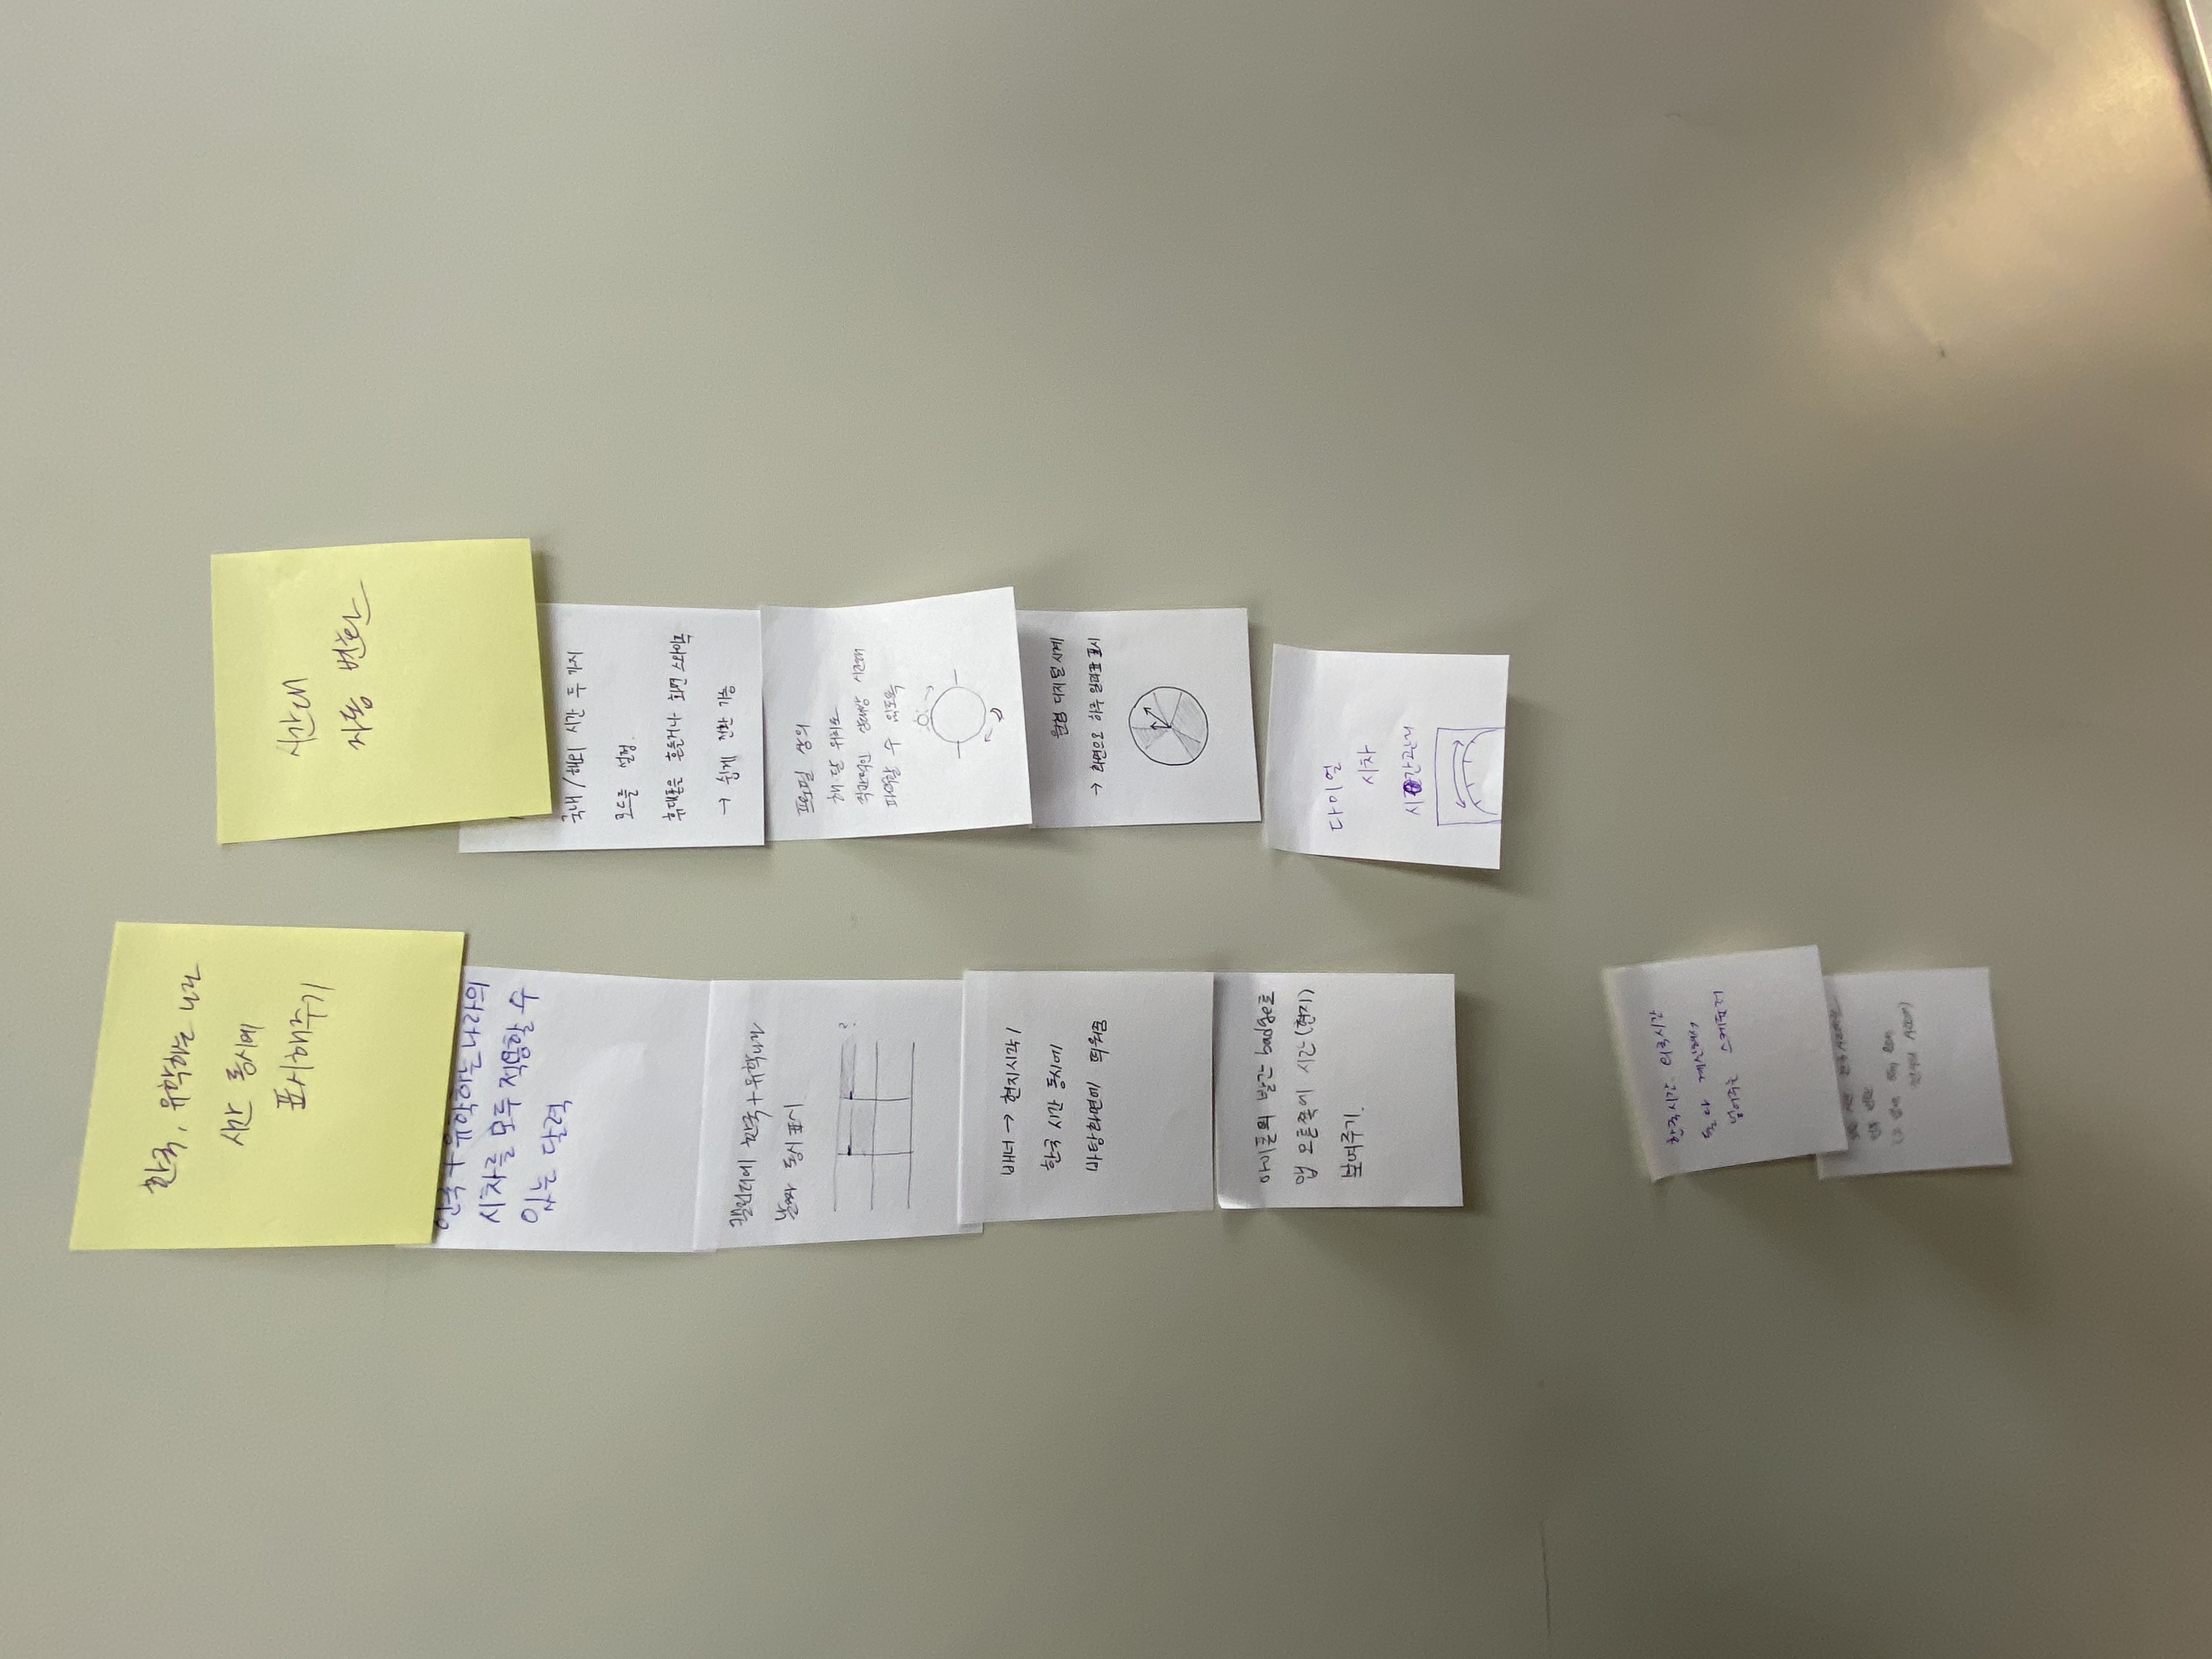 한국, 유학하는 나라
시간 동시에
표시해주기
한국+유학하는 나라의
시차를 모두 적용할 수
있는 달력
캘린더에 한국+유학나라
날짜 동시 표시
?
배너 → 현지시각/
한국 시간 동시에
바탕화면에 띄워줌
아이폰의 빨간 badge로
앱 오른쪽에 시간(현지)
보여주기.
한국시간. 외국시간
둘 다 계산해서
넣어주는 스케줄러
시간대
자동 변환
국내/해외 시간 두 가지
모드를 설정.
휴대폰을 흔들거나 화면 스와이프
→ 쉽게 전환 가능
프로필 상의
해 달 위치로
직관적인 상대방 시간대
파악할 수 있도록
원형 디지털시계
→ 화면으로 하루 일과표 표시
다이얼
시차
시간관리